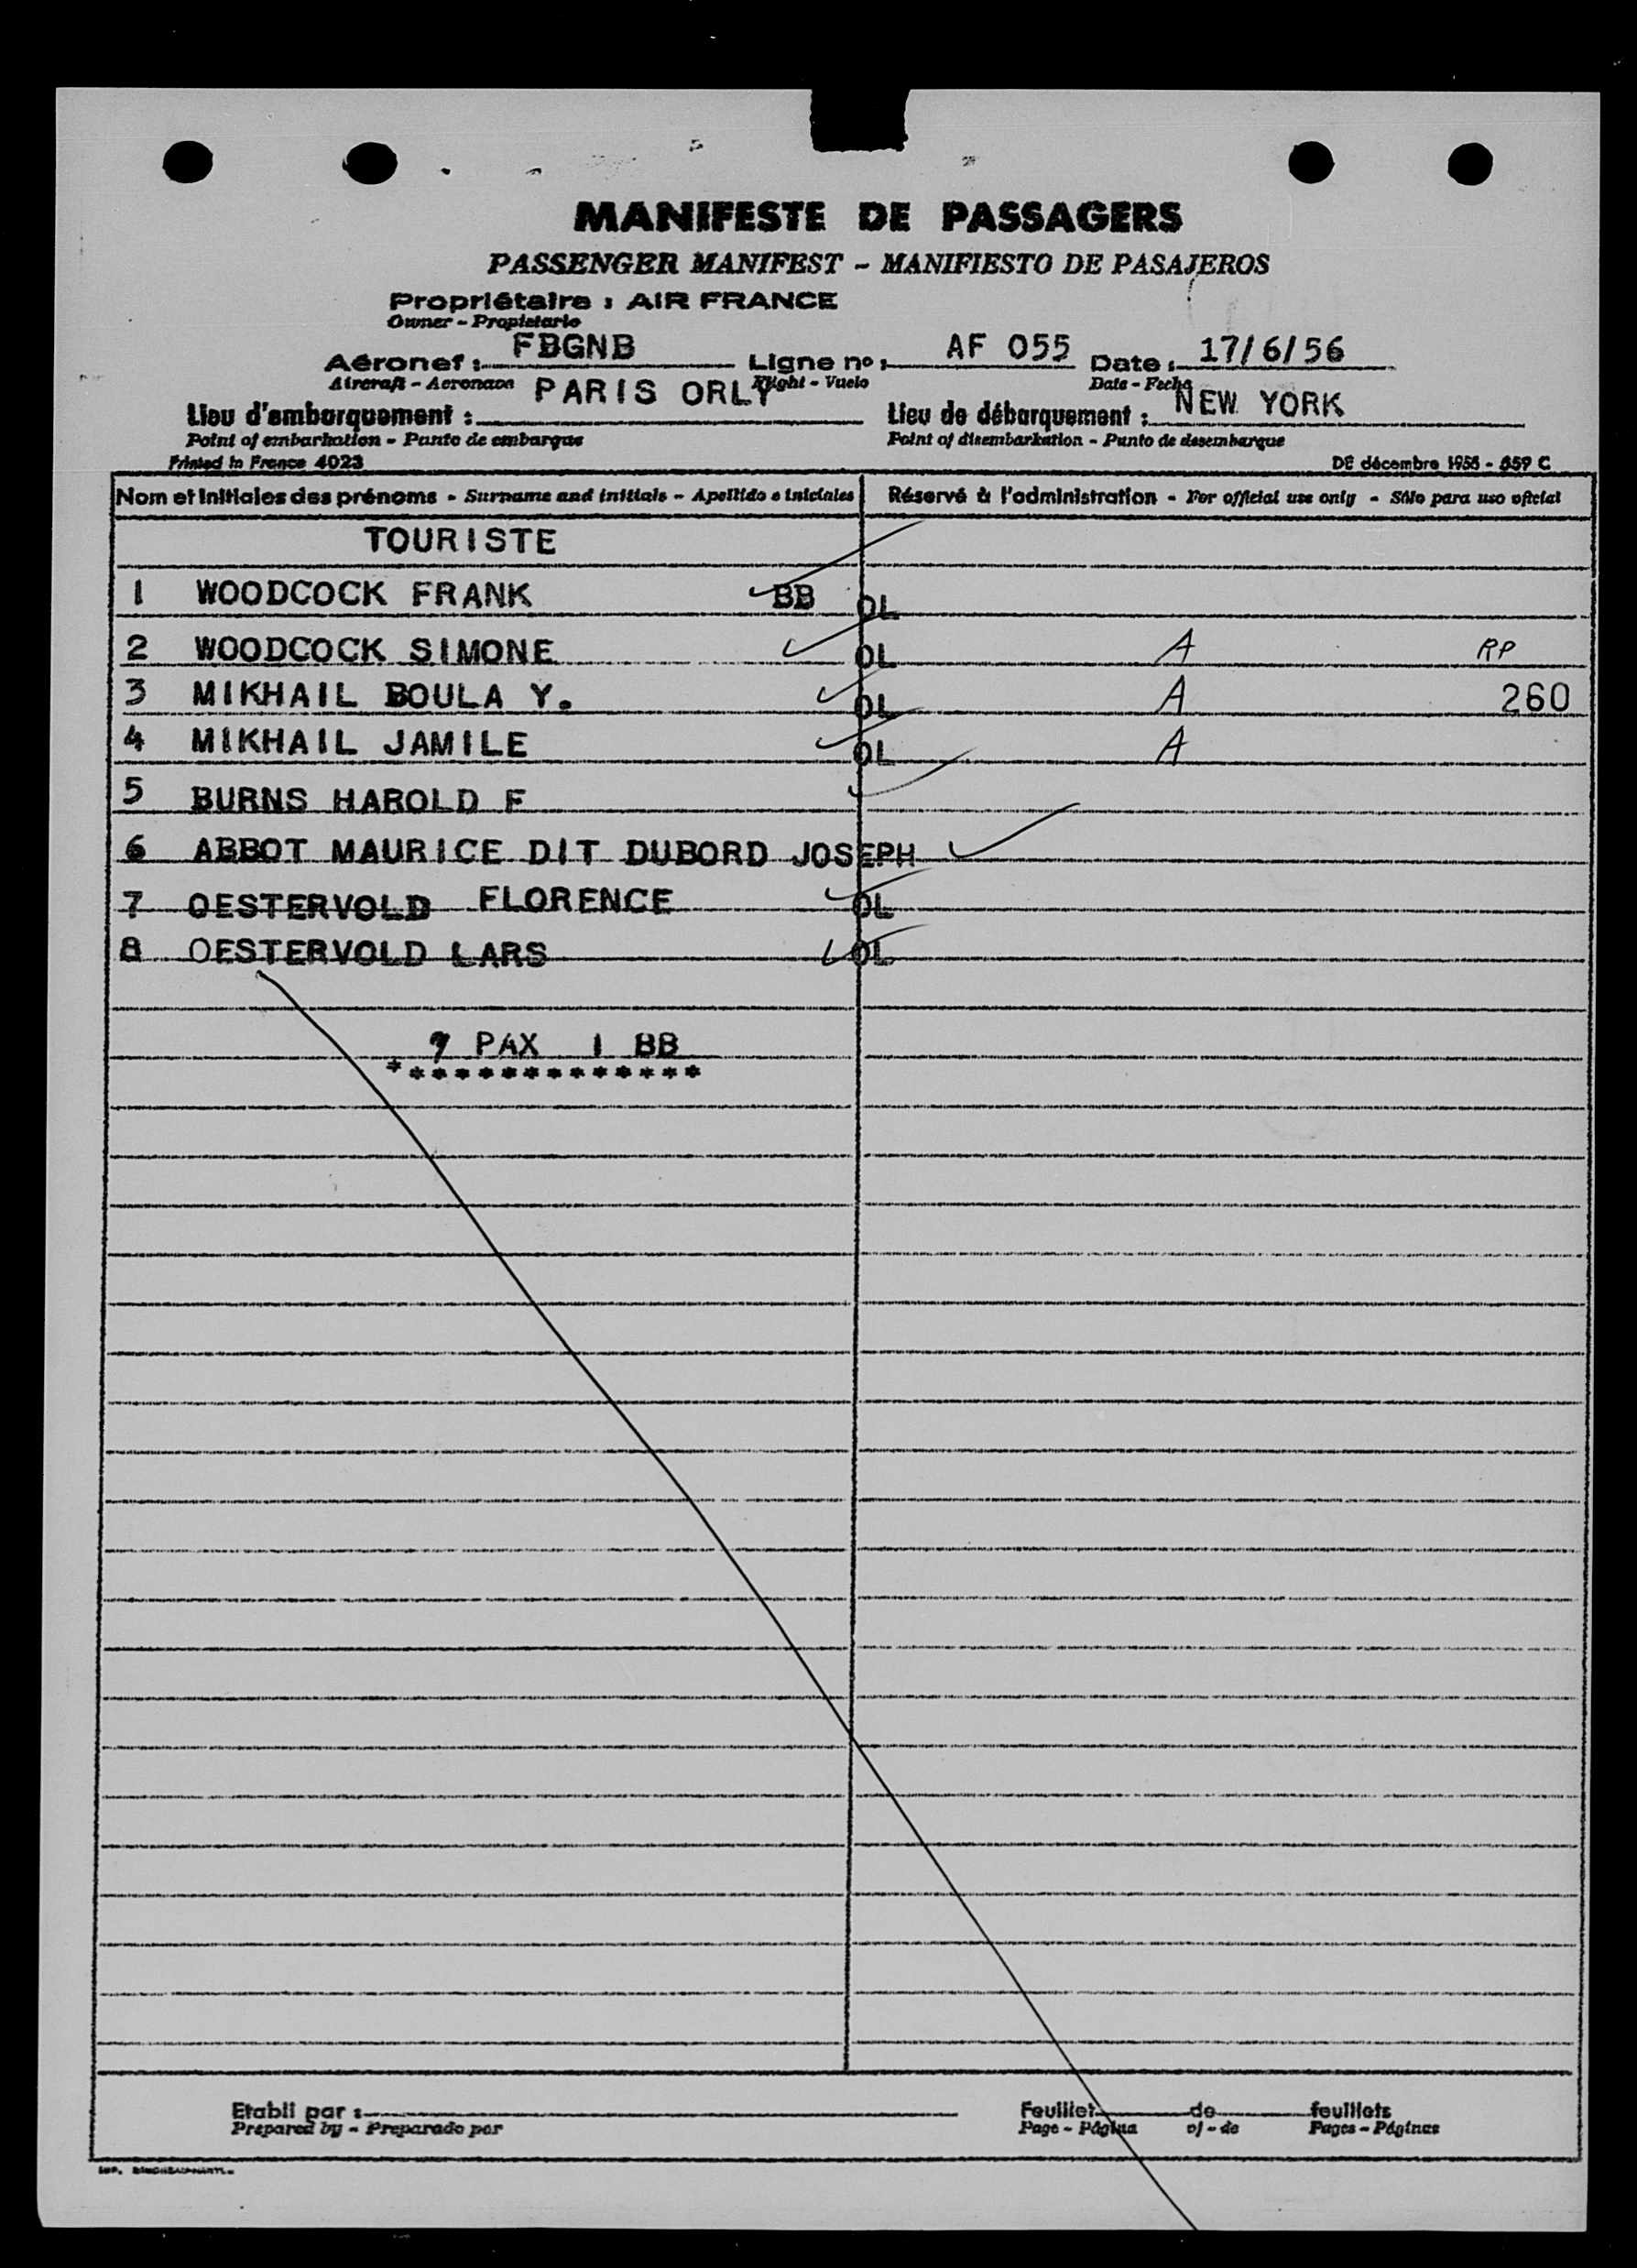 MANIFESTE DE PASSAGERS
PASSENGER MANIFEST - MANIFIESTO DE PASAJEROS
Propriétaire : AIR FRANCE
Owner - Propietario
Aéronef : FBGNB Ligne no : AF 055 Date : 17/6/56
Aircraft - Aeronave Flight - Vuelo Date - Fecha
Lieu d'embarquement : PARIS ORLY Lieu de débarquement : NEW YORK
Point of embarkation - Punto de embarque Point of disembarkation - Punto de desembarque
Printed in France 4023 DE décembre 1955 - 559 C
Nom et Initiales des prénoms - Surname and initials - Apellido e iniciales Réservé à l'administration - For official use only - Sólo para uso oficial
TOURISTE
1 WOODCOCK FRANK BB OL
2 WOODCOCK SIMONE OL A RP
3 MIKHAIL BOULA Y. OL A 260
4 MIKHAIL JAMILE OL A
5 BURNS HAROLD F
6 ABBOT MAURICE DIT DUBORD JOSEPH
7 OESTERVOLD FLORENCE OL
8 OESTERVOLD LARS OL
7 PAX 1 BB
**************
Etabli par :
Prepared by - Preparado por
Feuillet de feuillets
Page - Página of - de Pages - Páginas